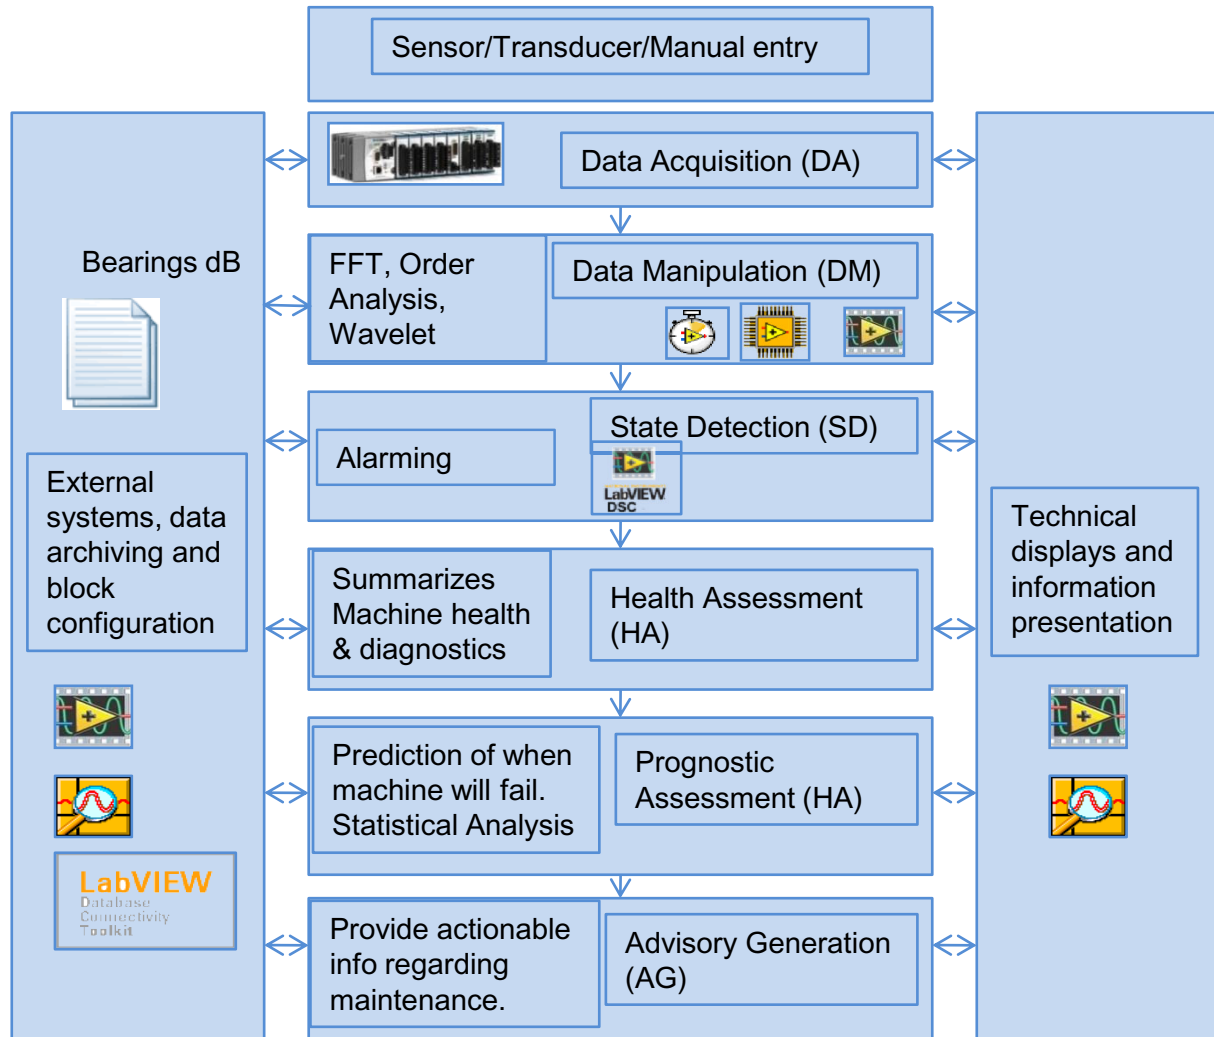 Sensor/Transducer/Manual entry
Data Acquisition (DA)
Bearings dB
FFT, Order
Analysis,
Wavelet
Data Manipulation (DM)
State Detection (SD)
Alarming
LabVIEW
DSC
External
systems, data
archiving and
block
configuration
Technical
displays and
information
presentation
Summarizes
Machine health
& diagnostics
Health Assessment
(HA)
Prediction of when
machine will fail.
Statistical Analysis
Prognostic
Assessment (HA)
LabVIEW
Database
Connectivity
Toolkit
Provide actionable
info regarding
maintenance.
Advisory Generation
(AG)